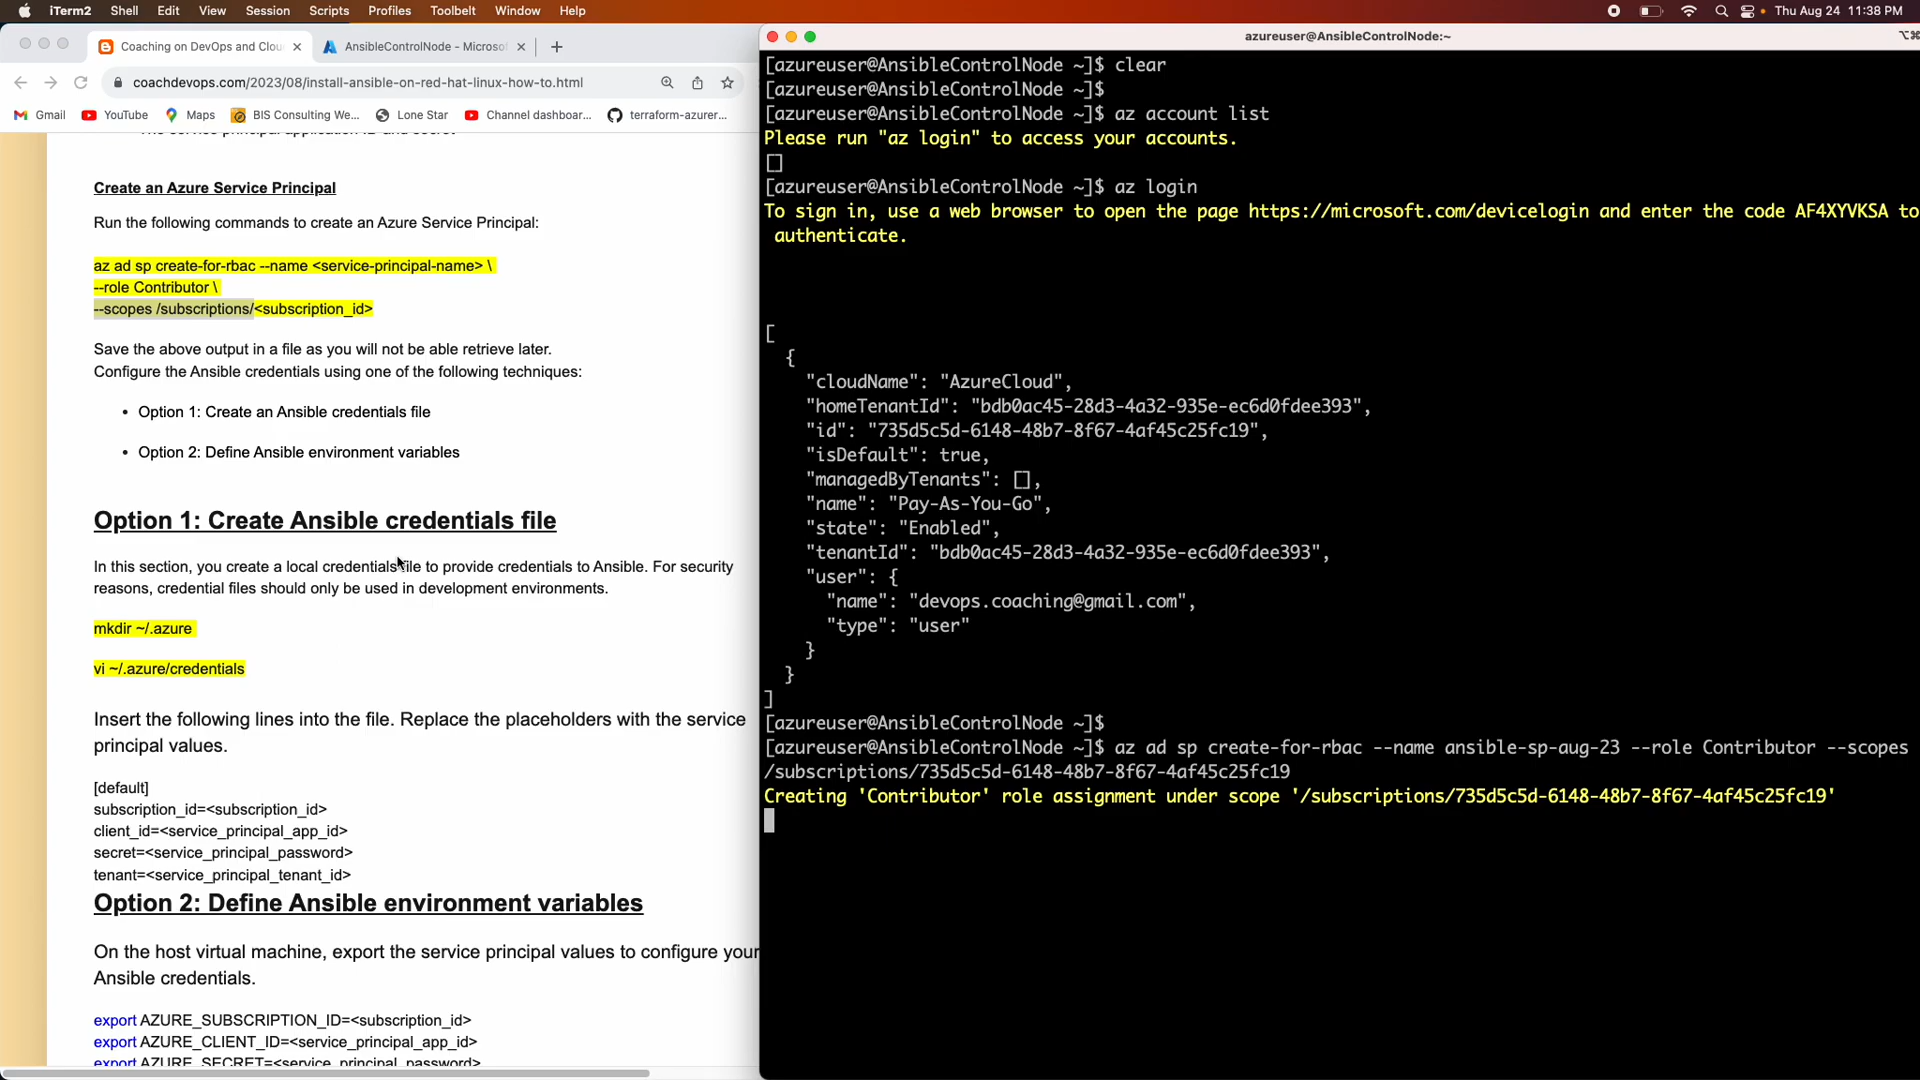 iTerm2 Shell Edit View Session Scripts Profiles Toolbelt Window Help
Thu Aug 24 11:38 PM
Coaching on DevOps and Clou
AnsibleControlNode - Microso
coachdevops.com/2023/08/install-ansible-on-red-hat-linux-how-to.html
Gmail YouTube Maps BIS Consulting We... Lone Star Channel dashboar... terraform-azurer...
The service principal application ID and secret
Create an Azure Service Principal
Run the following commands to create an Azure Service Principal:
az ad sp create-for-rbac --name <service-principal-name> \
--role Contributor \
--scopes /subscriptions/<subscription_id>
Save the above output in a file as you will not be able retrieve later.
Configure the Ansible credentials using one of the following techniques:
• Option 1: Create an Ansible credentials file
• Option 2: Define Ansible environment variables
Option 1: Create Ansible credentials file
In this section, you create a local credentials file to provide credentials to Ansible. For security
reasons, credential files should only be used in development environments.
mkdir ~/.azure
vi ~/.azure/credentials
Insert the following lines into the file. Replace the placeholders with the service
principal values.
[default]
subscription_id=<subscription_id>
client_id=<service_principal_app_id>
secret=<service_principal_password>
tenant=<service_principal_tenant_id>
Option 2: Define Ansible environment variables
On the host virtual machine, export the service principal values to configure your
Ansible credentials.
export AZURE_SUBSCRIPTION_ID=<subscription_id>
export AZURE_CLIENT_ID=<service_principal_app_id>
export AZURE_SECRET=<service_principal_password>
azureuser@AnsibleControlNode:~
⌥⌘
[azureuser@AnsibleControlNode ~]$ clear
[azureuser@AnsibleControlNode ~]$
[azureuser@AnsibleControlNode ~]$ az account list
Please run "az login" to access your accounts.
[]
[azureuser@AnsibleControlNode ~]$ az login
To sign in, use a web browser to open the page https://microsoft.com/devicelogin and enter the code AF4XYVKSA to
authenticate.
[
{
"cloudName": "AzureCloud",
"homeTenantId": "bdb0ac45-28d3-4a32-935e-ec6d0fdee393",
"id": "735d5c5d-6148-48b7-8f67-4af45c25fc19",
"isDefault": true,
"managedByTenants": [],
"name": "Pay-As-You-Go",
"state": "Enabled",
"tenantId": "bdb0ac45-28d3-4a32-935e-ec6d0fdee393",
"user": {
"name": "devops.coaching@gmail.com",
"type": "user"
}
}
]
[azureuser@AnsibleControlNode ~]$
[azureuser@AnsibleControlNode ~]$ az ad sp create-for-rbac --name ansible-sp-aug-23 --role Contributor --scopes
/subscriptions/735d5c5d-6148-48b7-8f67-4af45c25fc19
Creating 'Contributor' role assignment under scope '/subscriptions/735d5c5d-6148-48b7-8f67-4af45c25fc19'